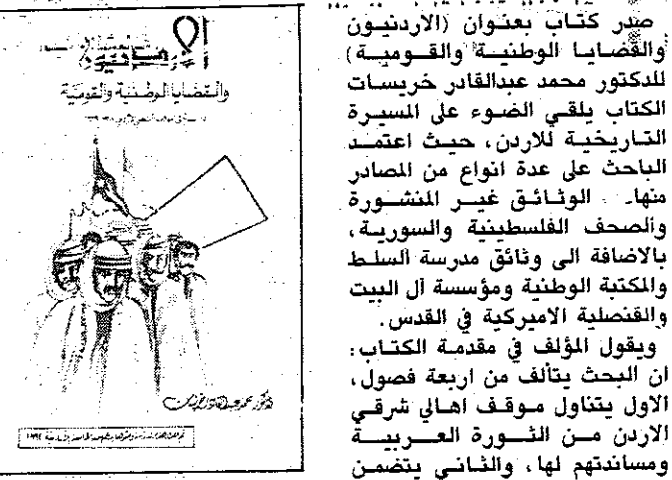 صدر كتاب بعنوان (الاردنيون
والقضايا الوطنية والقومية)
للدكتور محمد عبدالقادر خريسات
الكتاب يلقي الضوء على المسيرة
التاريخية للاردن، حيث اعتمد
الباحث على عدة انواع من المصادر
منها. الوثائق غير المنشورة
والصحف الفلسطينية والسورية،
بالاضافة الى وثائق مدرسة السلط
والمكتبة الوطنية ومؤسسة آل البيت
والقنصلية الاميركية في القدس.
ويقول المؤلف في مقدمة الكتاب:
ان البحث يتألف من اربعة فصول،
الاول يتناول موقف اهالي شرقي
الاردن من الثورة العربية
ومساندتهم لها، والثاني يتضمن
الاردنيون
والقضايا الوطنية والقومية